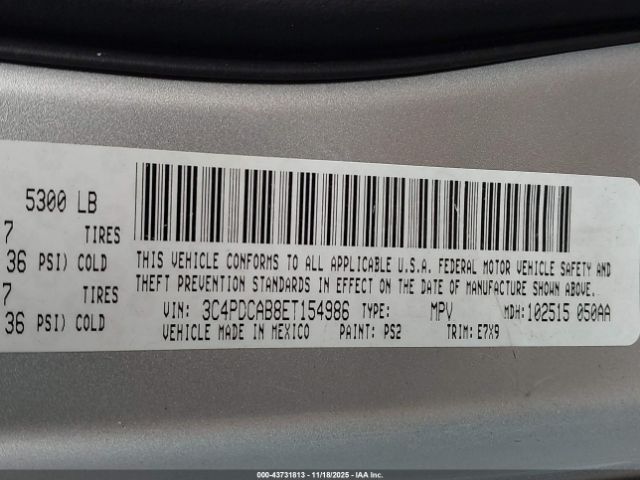 5300 LB
7 TIRES
36 PSI) COLD
7 TIRES
36 PSI) COLD
THIS VEHICLE CONFORMS TO ALL APPLICABLE U.S.A. FEDERAL MOTOR VEHICLE SAFETY AND
THEFT PREVENTION STANDARDS IN EFFECT ON THE DATE OF MANUFACTURE SHOWN ABOVE.
VIN: 3C4PDCAB8ET154986 TYPE: MPV MDH:102515 050AA
VEHICLE MADE IN MEXICO PAINT: PS2 TRIM: E7X9
000-43731813 - 11/18/2025 - IAA Inc.